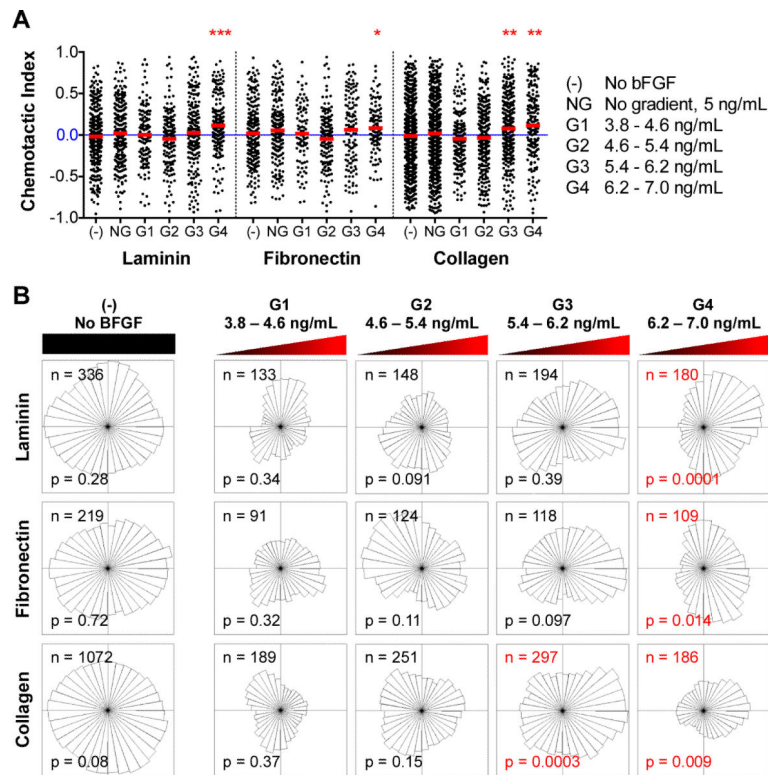 A
*** * ** **
Chemotactic Index
1.0
0.5
0.0
-0.5
-1.0
(-) NG G1 G2 G3 G4 (-) NG G1 G2 G3 G4 (-) NG G1 G2 G3 G4
Laminin Fibronectin Collagen
(-) No bFGF
NG No gradient, 5 ng/mL
G1 3.8 - 4.6 ng/mL
G2 4.6 - 5.4 ng/mL
G3 5.4 - 6.2 ng/mL
G4 6.2 - 7.0 ng/mL
B
(-) G1 G2 G3 G4
No BFGF 3.8 – 4.6 ng/mL 4.6 – 5.4 ng/mL 5.4 – 6.2 ng/mL 6.2 – 7.0 ng/mL
Laminin
n = 336 n = 133 n = 148 n = 194 n = 180
p = 0.28 p = 0.34 p = 0.091 p = 0.39 p = 0.0001
Fibronectin
n = 219 n = 91 n = 124 n = 118 n = 109
p = 0.72 p = 0.32 p = 0.11 p = 0.097 p = 0.014
Collagen
n = 1072 n = 189 n = 251 n = 297 n = 186
p = 0.08 p = 0.37 p = 0.15 p = 0.0003 p = 0.009